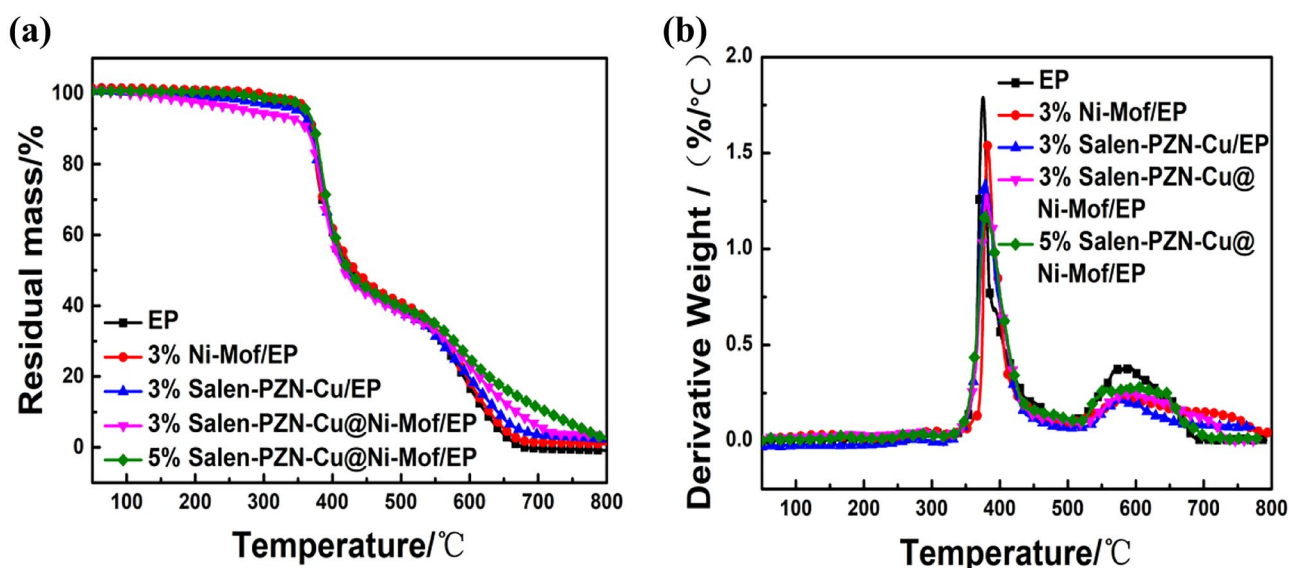 (a)
Residual mass/%
100
80
60
40
20
0
EP
3% Ni-Mof/EP
3% Salen-PZN-Cu/EP
3% Salen-PZN-Cu@Ni-Mof/EP
5% Salen-PZN-Cu@Ni-Mof/EP
100 200 300 400 500 600 700 800
Temperature/℃
(b)
Derivative Weight /（%/°C）
2.0
1.5
1.0
0.5
0.0
EP
3% Ni-Mof/EP
3% Salen-PZN-Cu/EP
3% Salen-PZN-Cu@
Ni-Mof/EP
5% Salen-PZN-Cu@
Ni-Mof/EP
100 200 300 400 500 600 700 800
Temperature/℃